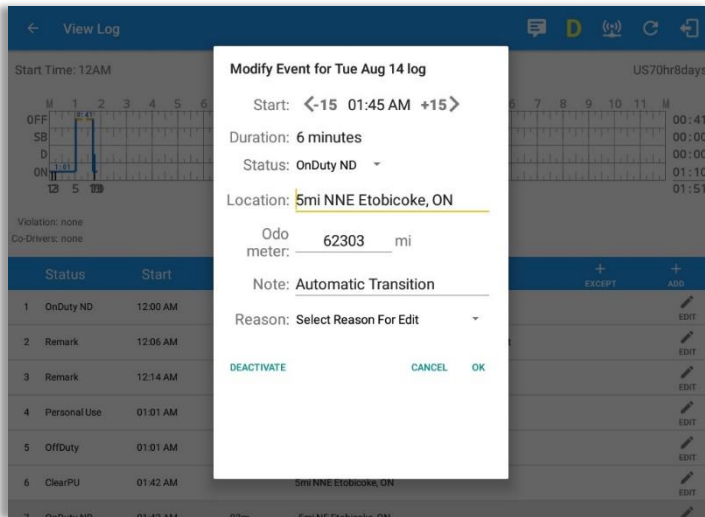 View Log
D
Start Time: 12AM
US70hr8days
M 1 2 3 4 5 6 7 8 9 10 11 M
OFF 0:41 00:41
SB 00:00
D 00:00
ON 1:01 01:10
01:51
Violation: none
Co-Drivers: none
Modify Event for Tue Aug 14 log
Start: -15 01:45 AM +15
Duration: 6 minutes
Status: OnDuty ND
Location: 5mi NNE Etobicoke, ON
Odo
meter: 62303 mi
Note: Automatic Transition
Reason: Select Reason For Edit
DEACTIVATE CANCEL OK
Status Start + EXCEPT + ADD
1 OnDuty ND 12:00 AM EDIT
2 Remark 12:06 AM EDIT
3 Remark 12:14 AM EDIT
4 Personal Use 01:01 AM EDIT
5 OffDuty 01:01 AM EDIT
6 ClearPU 01:42 AM 5mi NNE Etobicoke, ON EDIT